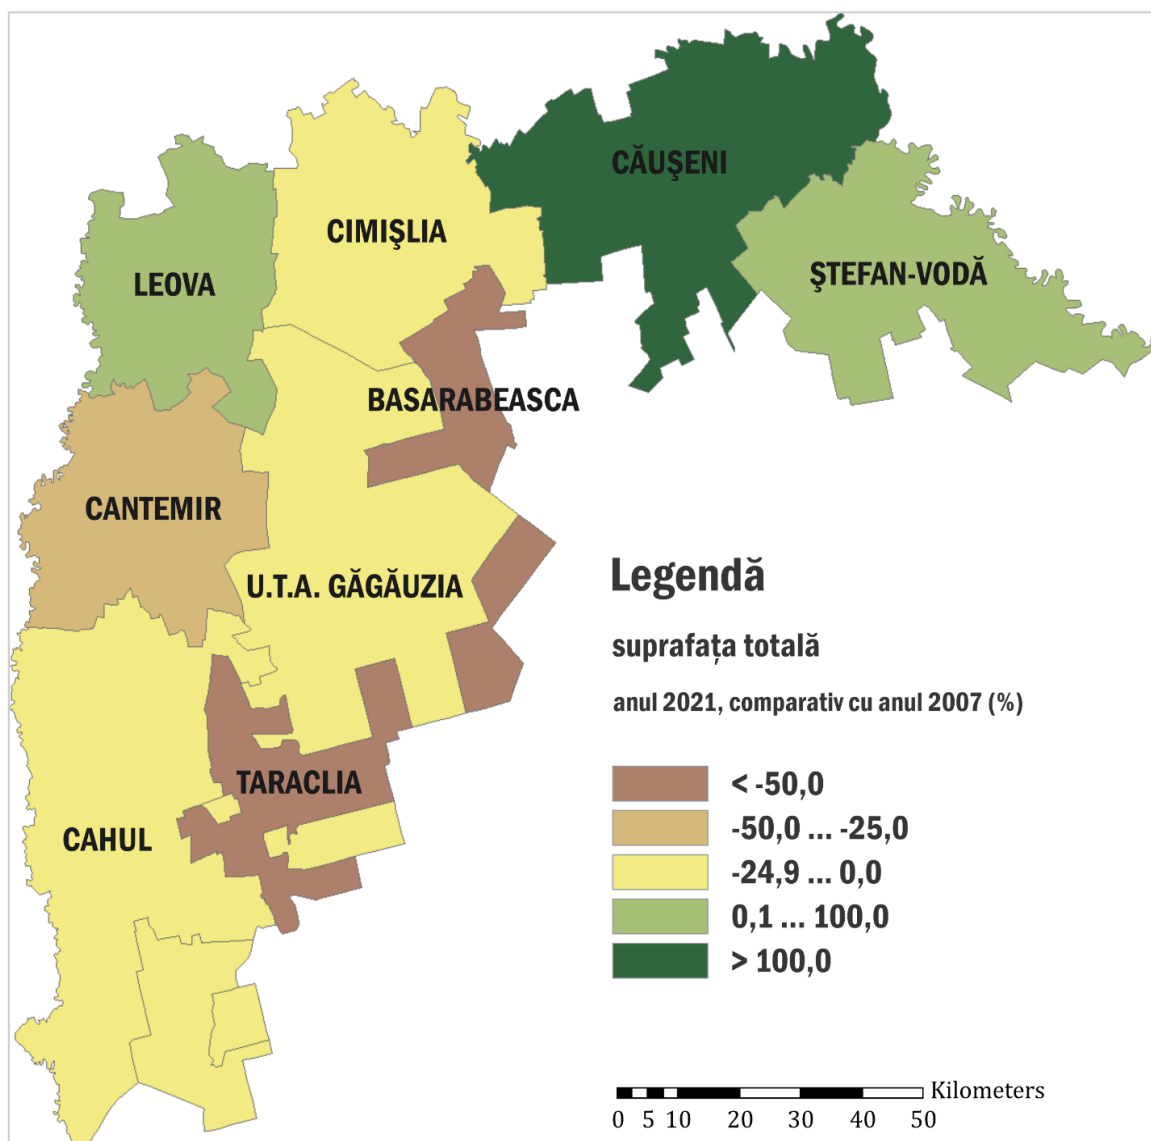 CĂUŞENI
CIMIŞLIA
ŞTEFAN-VODĂ
LEOVA
BASARABEASCA
CANTEMIR
U.T.A. GĂGĂUZIA
TARACLIA
CAHUL
Legendă
suprafața totală
anul 2021, comparativ cu anul 2007 (%)
< -50,0
-50,0 ... -25,0
-24,9 ... 0,0
0,1 ... 100,0
> 100,0
Kilometers
0 5 10 20 30 40 50